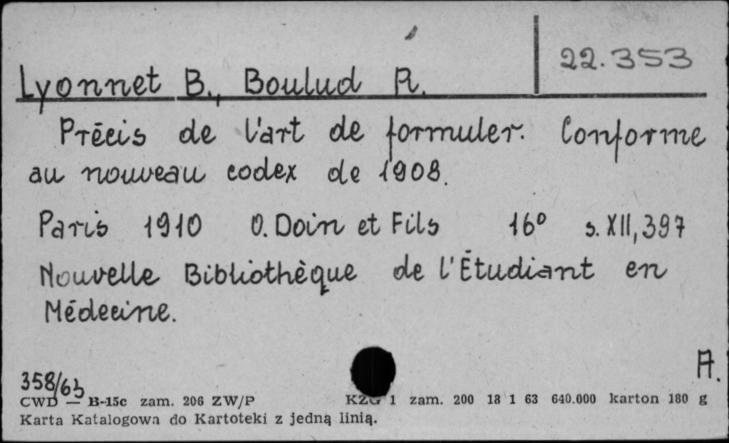 22.353
Lyonnet B., Boulud R.
Précis de l'art de formuler. Conforme
au nouveau codex de 1908.
Paris 1910 O. Doin et Fils 16° s. XII, 397
Nouvelle Bibliothèque de l'Étudiant en
Médecine.
A.
358/63
CWD — B-15c zam. 206 ZW/P KZG 1 zam. 200 18 1 63 640.000 karton 180 g
Karta Katalogowa do Kartoteki z jedną linią.